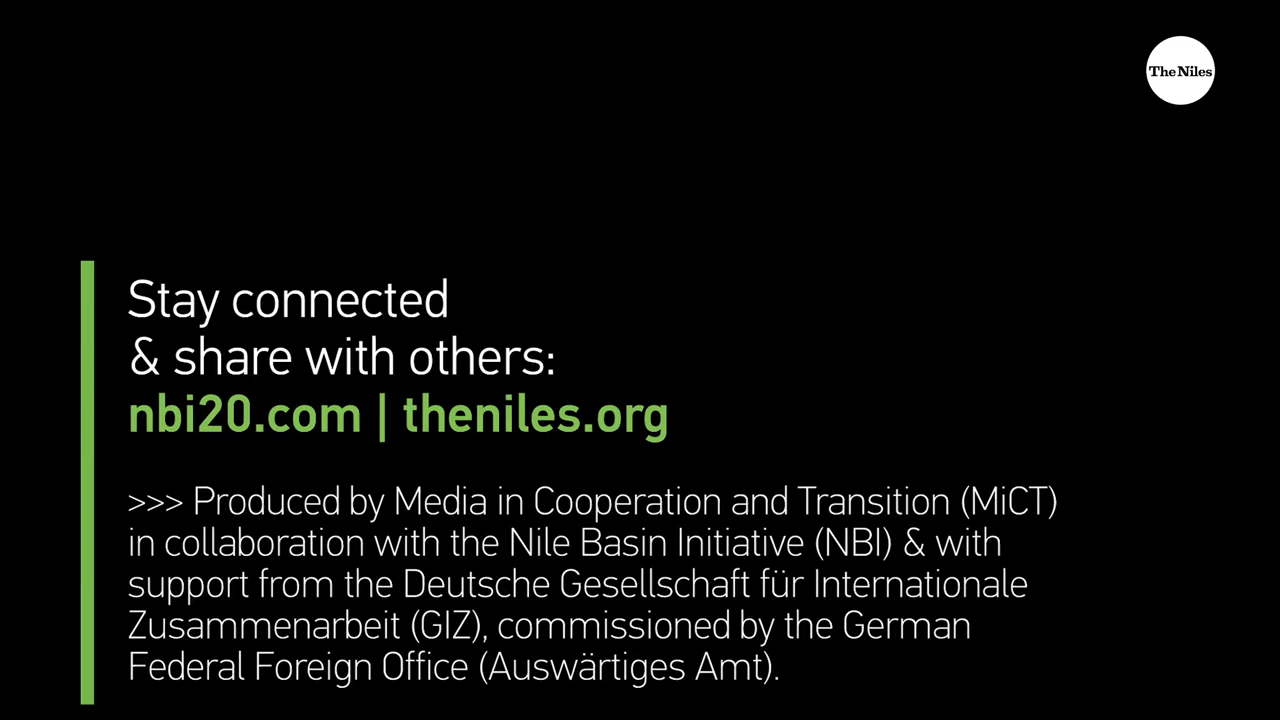 The Niles
Stay connected
& share with others:
nbi20.com | theniles.org
>>> Produced by Media in Cooperation and Transition (MiCT)
in collaboration with the Nile Basin Initiative (NBI) & with
support from the Deutsche Gesellschaft für Internationale
Zusammenarbeit (GIZ), commissioned by the German
Federal Foreign Office (Auswärtiges Amt).